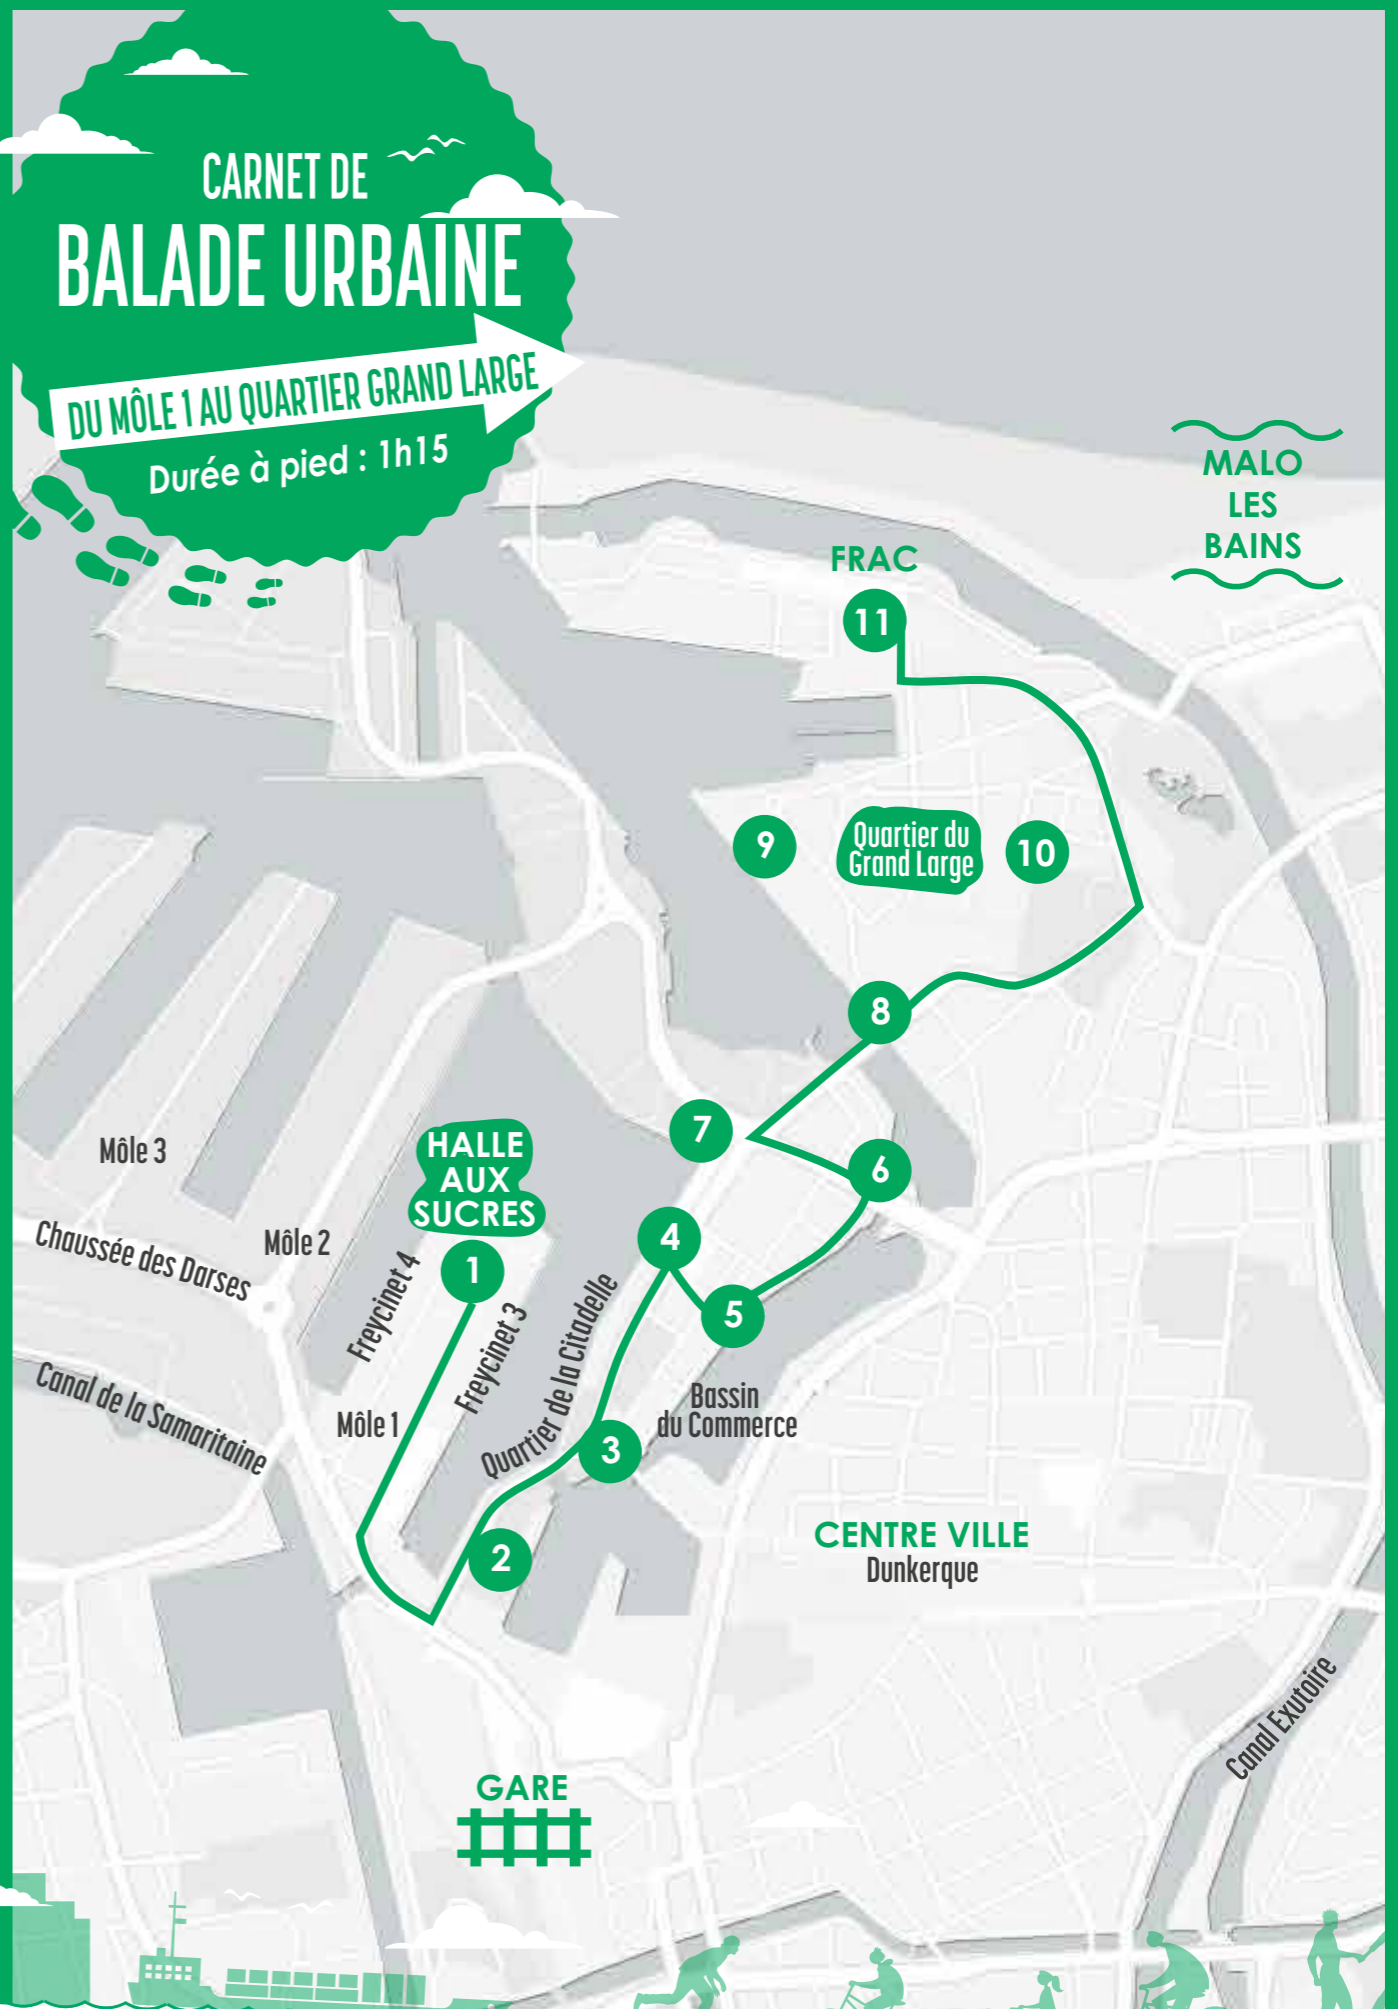 CARNET DE
BALADE URBAINE
DU MÔLE 1 AU QUARTIER GRAND LARGE
Durée à pied : 1h15
MALO
LES
BAINS
FRAC
11
9
Quartier du
Grand Large
10
8
7
6
Môle 3
HALLE
AUX
SUCRES
Chaussée des Darses
Môle 2
4
1
Freycinet 4
Freycinet 3
5
Quartier de la Citadelle
Canal de la Samaritaine
Môle 1
Bassin
du Commerce
3
2
CENTRE VILLE
Dunkerque
Canal Exutoire
GARE